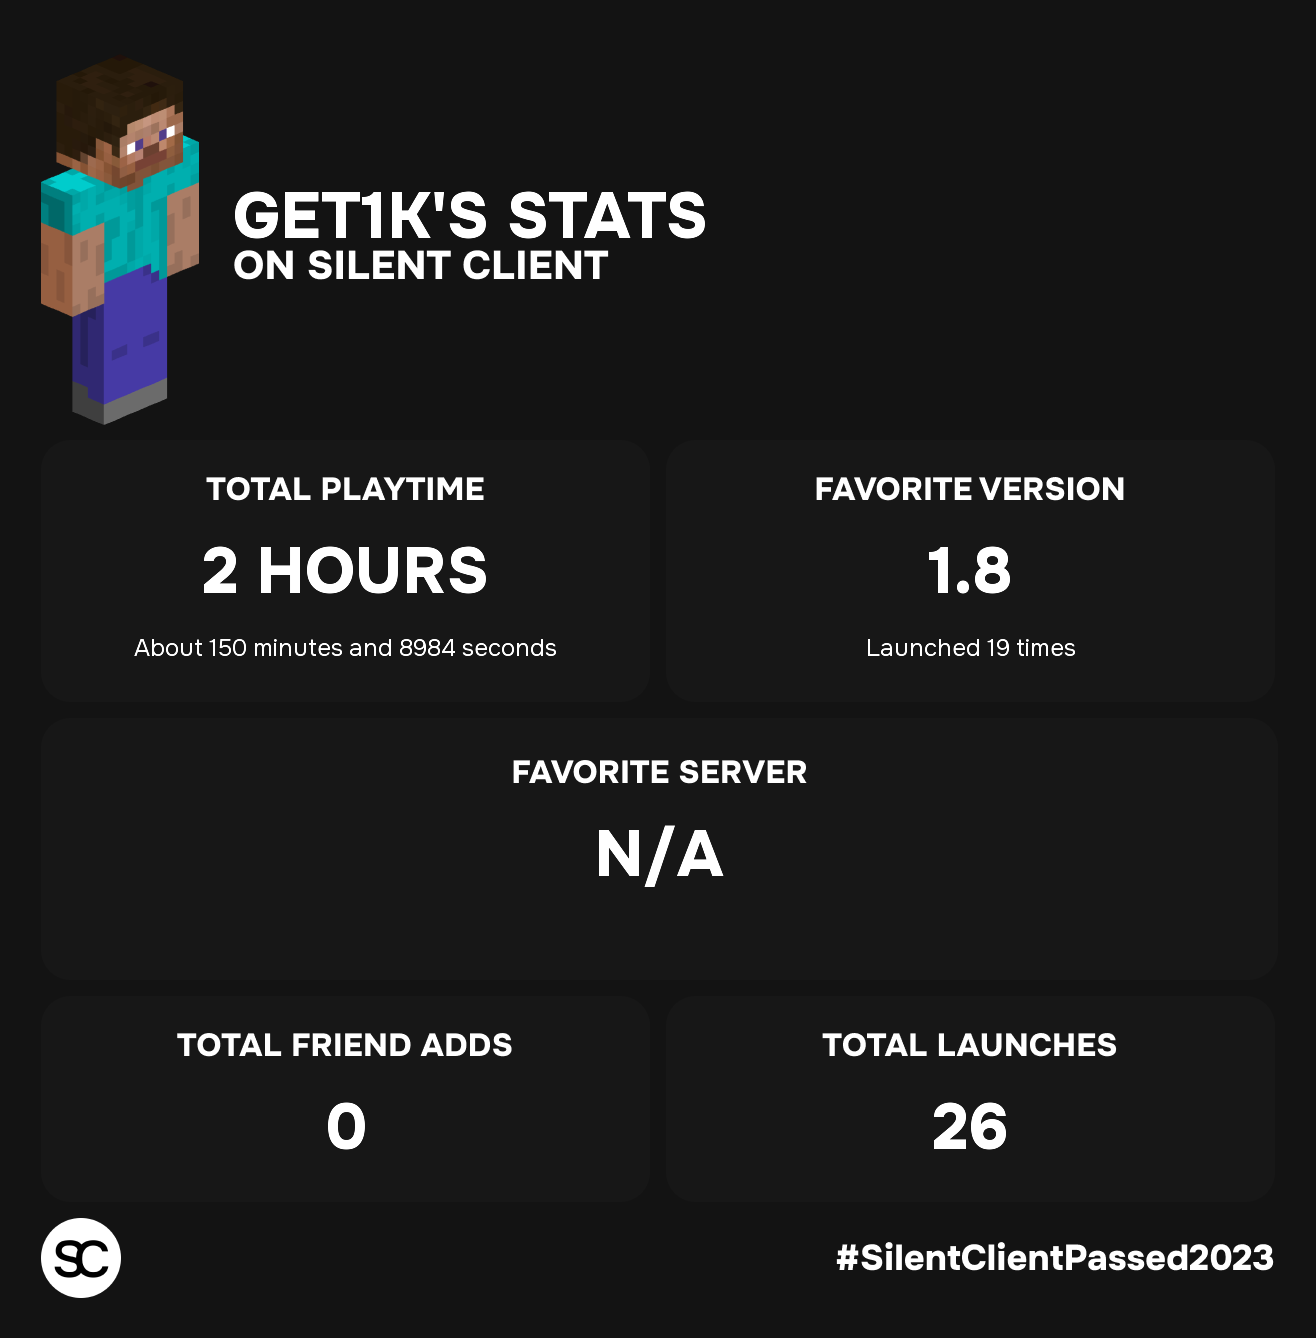 GET1K'S STATS
ON SILENT CLIENT
TOTAL PLAYTIME
2 HOURS
About 150 minutes and 8984 seconds
FAVORITE VERSION
1.8
Launched 19 times
FAVORITE SERVER
N/A
TOTAL FRIEND ADDS
0
TOTAL LAUNCHES
26
SC
#SilentClientPassed2023